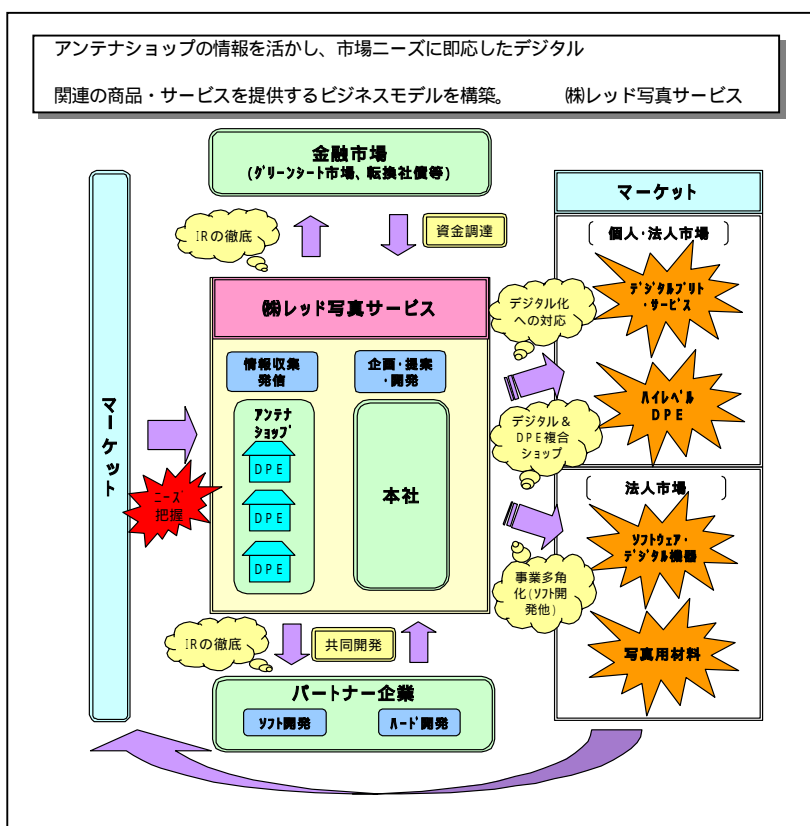 アンテナショップの情報を活かし、市場ニーズに即応したデジタル
関連の商品・サービスを提供するビジネスモデルを構築。 ㈱レッド写真サービス
金融市場
(ｸﾞﾘｰﾝｼｰﾄ市場、転換社債等)
IRの徹底
資金調達
マーケット
㈱レッド写真サービス
情報収集
発信
企画・提案
・開発
アンテナ
ショップ
DPE
DPE
DPE
本社
マーケット
ニーズ
把握
デジタル化
への対応
デジタル＆
DPE複合
ショップ
事業多角
化(ｿﾌﾄ開
発他)
〔 個人・法人市場 〕
ﾃﾞｼﾞﾀﾙﾌﾟﾘﾄ
・サービス
ﾊｲﾚﾍﾞﾙ
DPE
〔 法人市場 〕
ｿﾌﾄｳｪｱ・
ﾃﾞｼﾞﾀﾙ機器
写真用材料
IRの徹底
共同開発
パートナー企業
ｿﾌﾄ開発
ﾊｰﾄﾞ開発